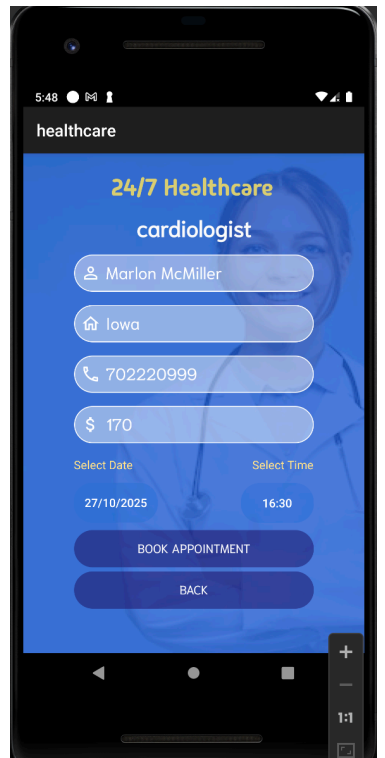 5:48
healthcare
24/7 Healthcare
cardiologist
Marlon McMiller
Iowa
702220999
$ 170
Select Date Select Time
27/10/2025 16:30
BOOK APPOINTMENT
BACK
1:1